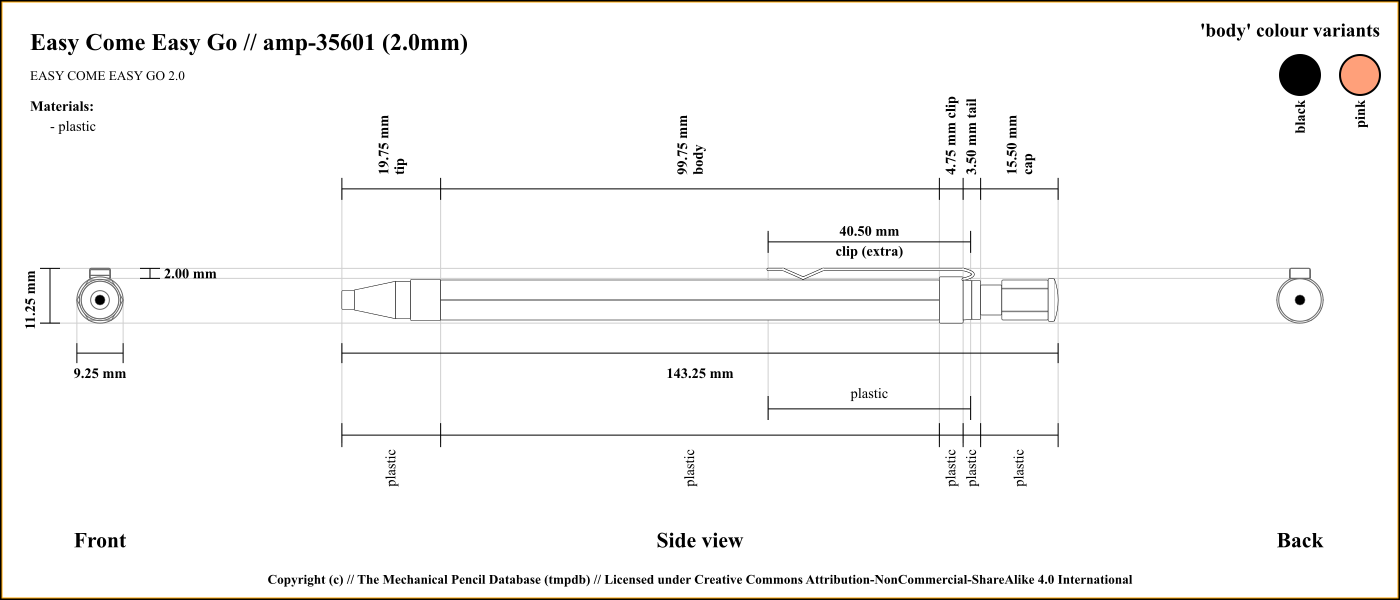 Easy Come Easy Go // amp-35601 (2.0mm)
EASY COME EASY GO 2.0
Materials:
- plastic
'body' colour variants
black
pink
19.75 mm
tip
99.75 mm
body
4.75 mm clip
3.50 mm tail
15.50 mm
cap
40.50 mm
clip (extra)
2.00 mm
11.25 mm
9.25 mm
143.25 mm
plastic
plastic
plastic
plastic
plastic
plastic
Front
Side view
Back
Copyright (c) // The Mechanical Pencil Database (tmpdb) // Licensed under Creative Commons Attribution-NonCommercial-ShareAlike 4.0 International